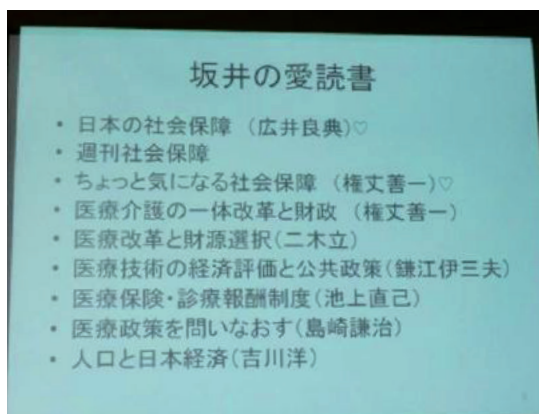 坂井の愛読書
• 日本の社会保障 （広井良典）♡
• 週刊社会保障
• ちょっと気になる社会保障 （権丈善一）♡
• 医療介護の一体改革と財政 （権丈善一）
• 医療改革と財源選択（二木立）
• 医療技術の経済評価と公共政策（鎌江伊三夫）
• 医療保険・診療報酬制度（池上直己）
• 医療政策を問いなおす（島崎謙治）
• 人口と日本経済（吉川洋）